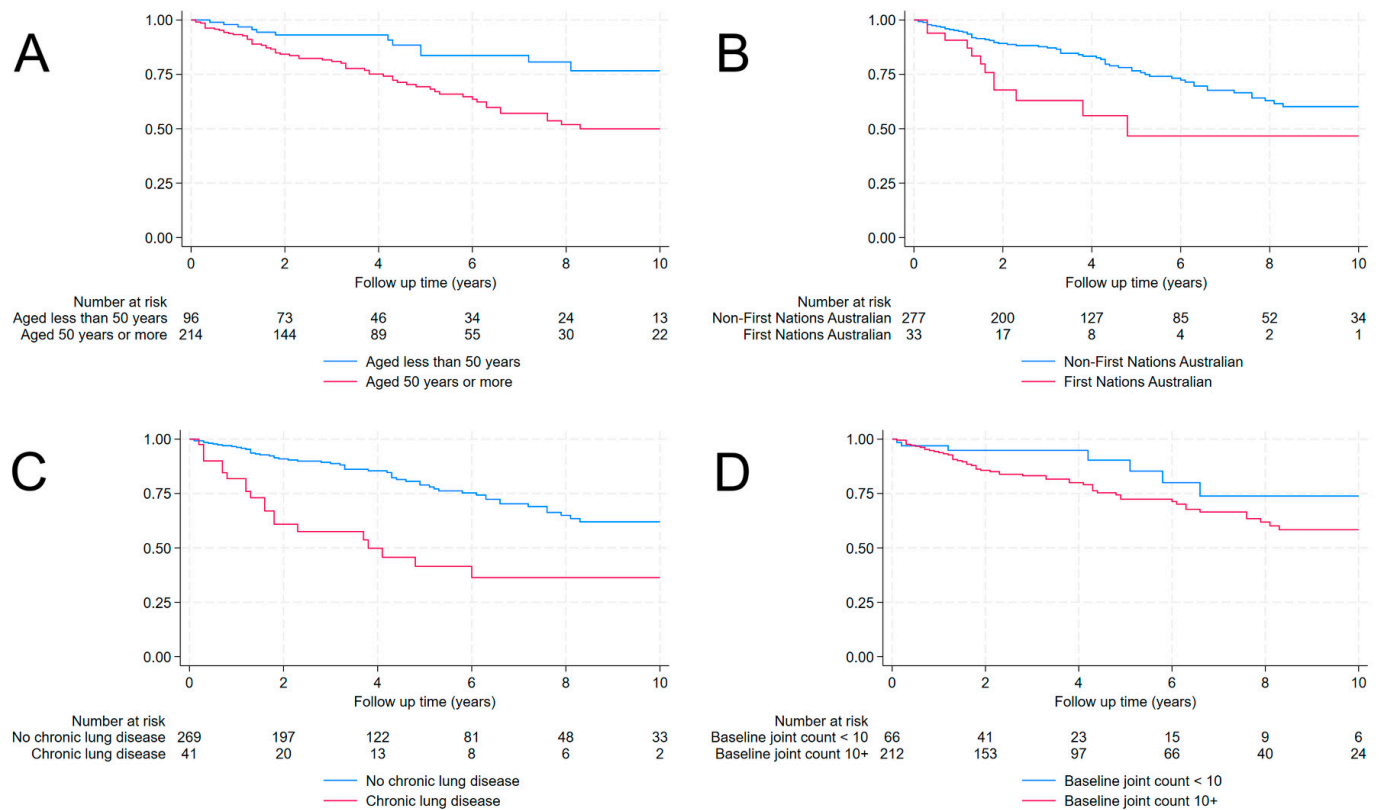 A
1.00
0.75
0.50
0.25
0.00
0 2 4 6 8 10
Follow up time (years)
Number at risk
Aged less than 50 years 96 73 46 34 24 13
Aged 50 years or more 214 144 89 55 30 22
Aged less than 50 years
Aged 50 years or more
B
1.00
0.75
0.50
0.25
0.00
0 2 4 6 8 10
Follow up time (years)
Number at risk
Non-First Nations Australian 277 200 127 85 52 34
First Nations Australian 33 17 8 4 2 1
Non-First Nations Australian
First Nations Australian
C
1.00
0.75
0.50
0.25
0.00
0 2 4 6 8 10
Follow up time (years)
Number at risk
No chronic lung disease 269 197 122 81 48 33
Chronic lung disease 41 20 13 8 6 2
No chronic lung disease
Chronic lung disease
D
1.00
0.75
0.50
0.25
0.00
0 2 4 6 8 10
Follow up time (years)
Number at risk
Baseline joint count < 10 66 41 23 15 9 6
Baseline joint count 10+ 212 153 97 66 40 24
Baseline joint count < 10
Baseline joint count 10+